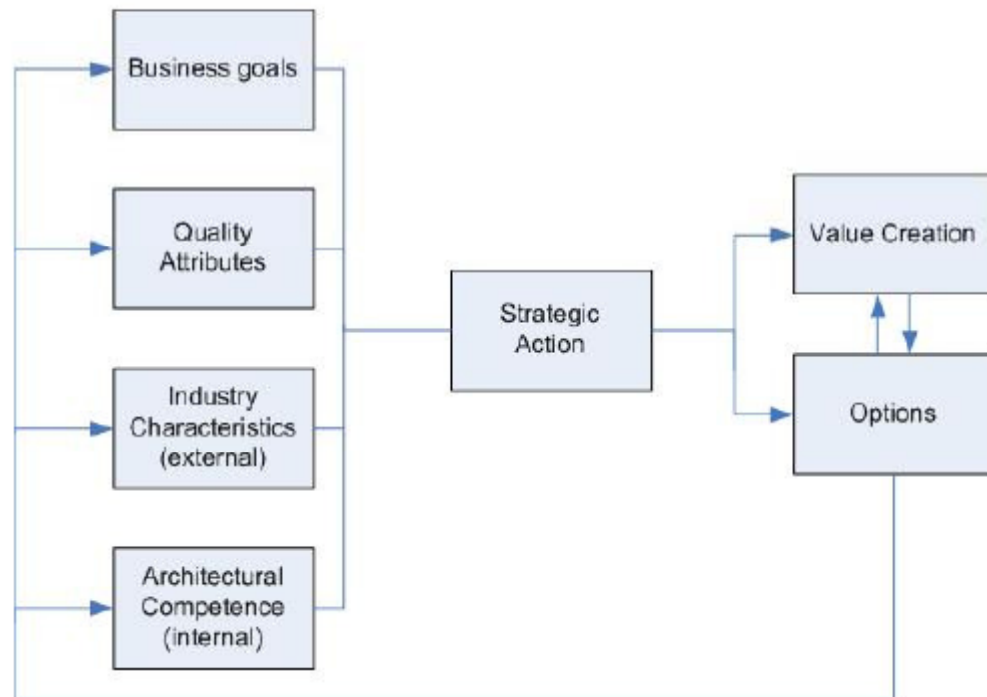 Business goals
Quality
Attributes
Industry
Characteristics
(external)
Architectural
Competence
(internal)
Strategic
Action
Value Creation
Options